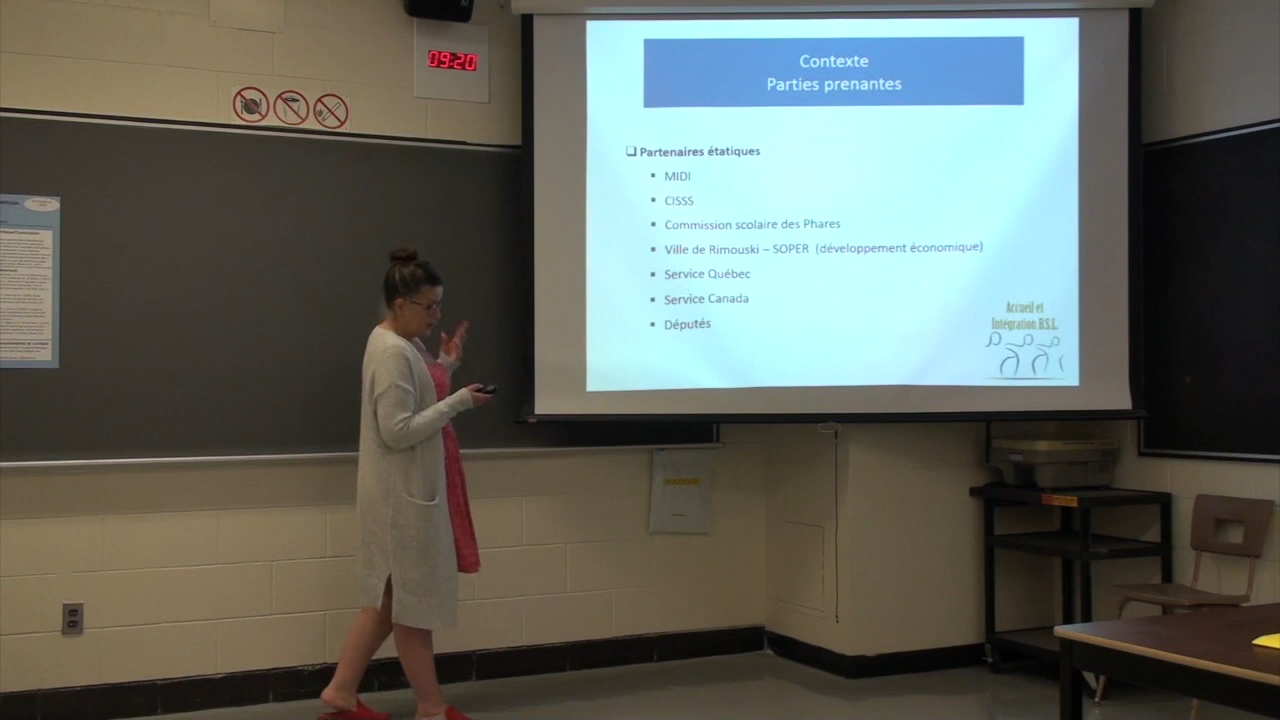 09:20
Contexte
Parties prenantes
❑ Partenaires étatiques
▪ MIDI
▪ CISSS
▪ Commission scolaire des Phares
▪ Ville de Rimouski – SOPER (développement économique)
▪ Service Québec
▪ Service Canada
▪ Députés
Accueil et
Intégration B.S.L.